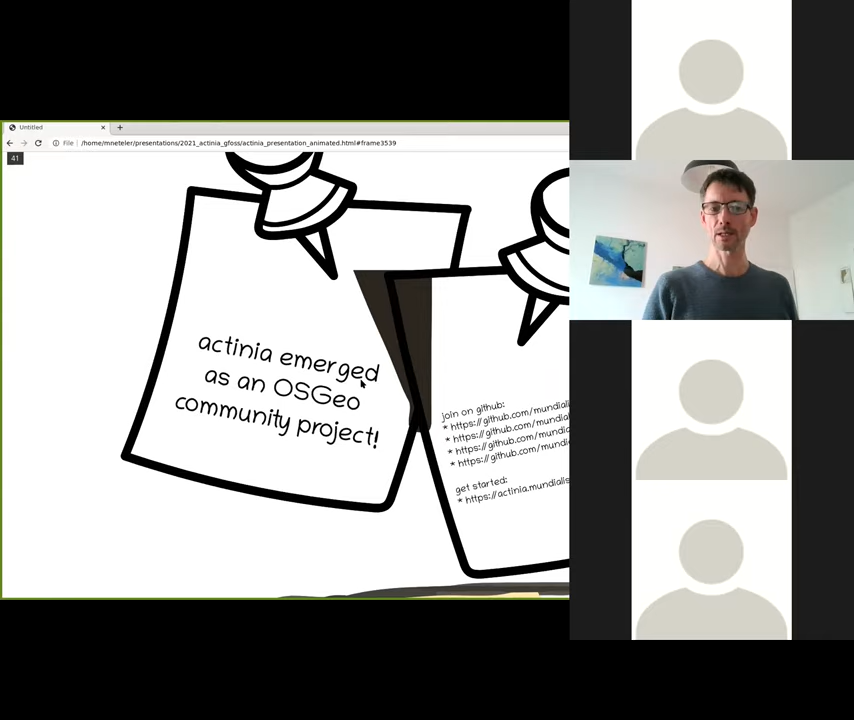 Untitled
File
/home/mneteler/presentations/2021_actinia_gfoss/actinia_presentation_animated.html#frame3539
41
actinia emerged
as an OSGeo
community project!
join on github:
* https://github.com/mundial
* https://github.com/mundia
* https://github.com/mundi
* https://github.com/mundi
get started:
* https://actinia.mundialis